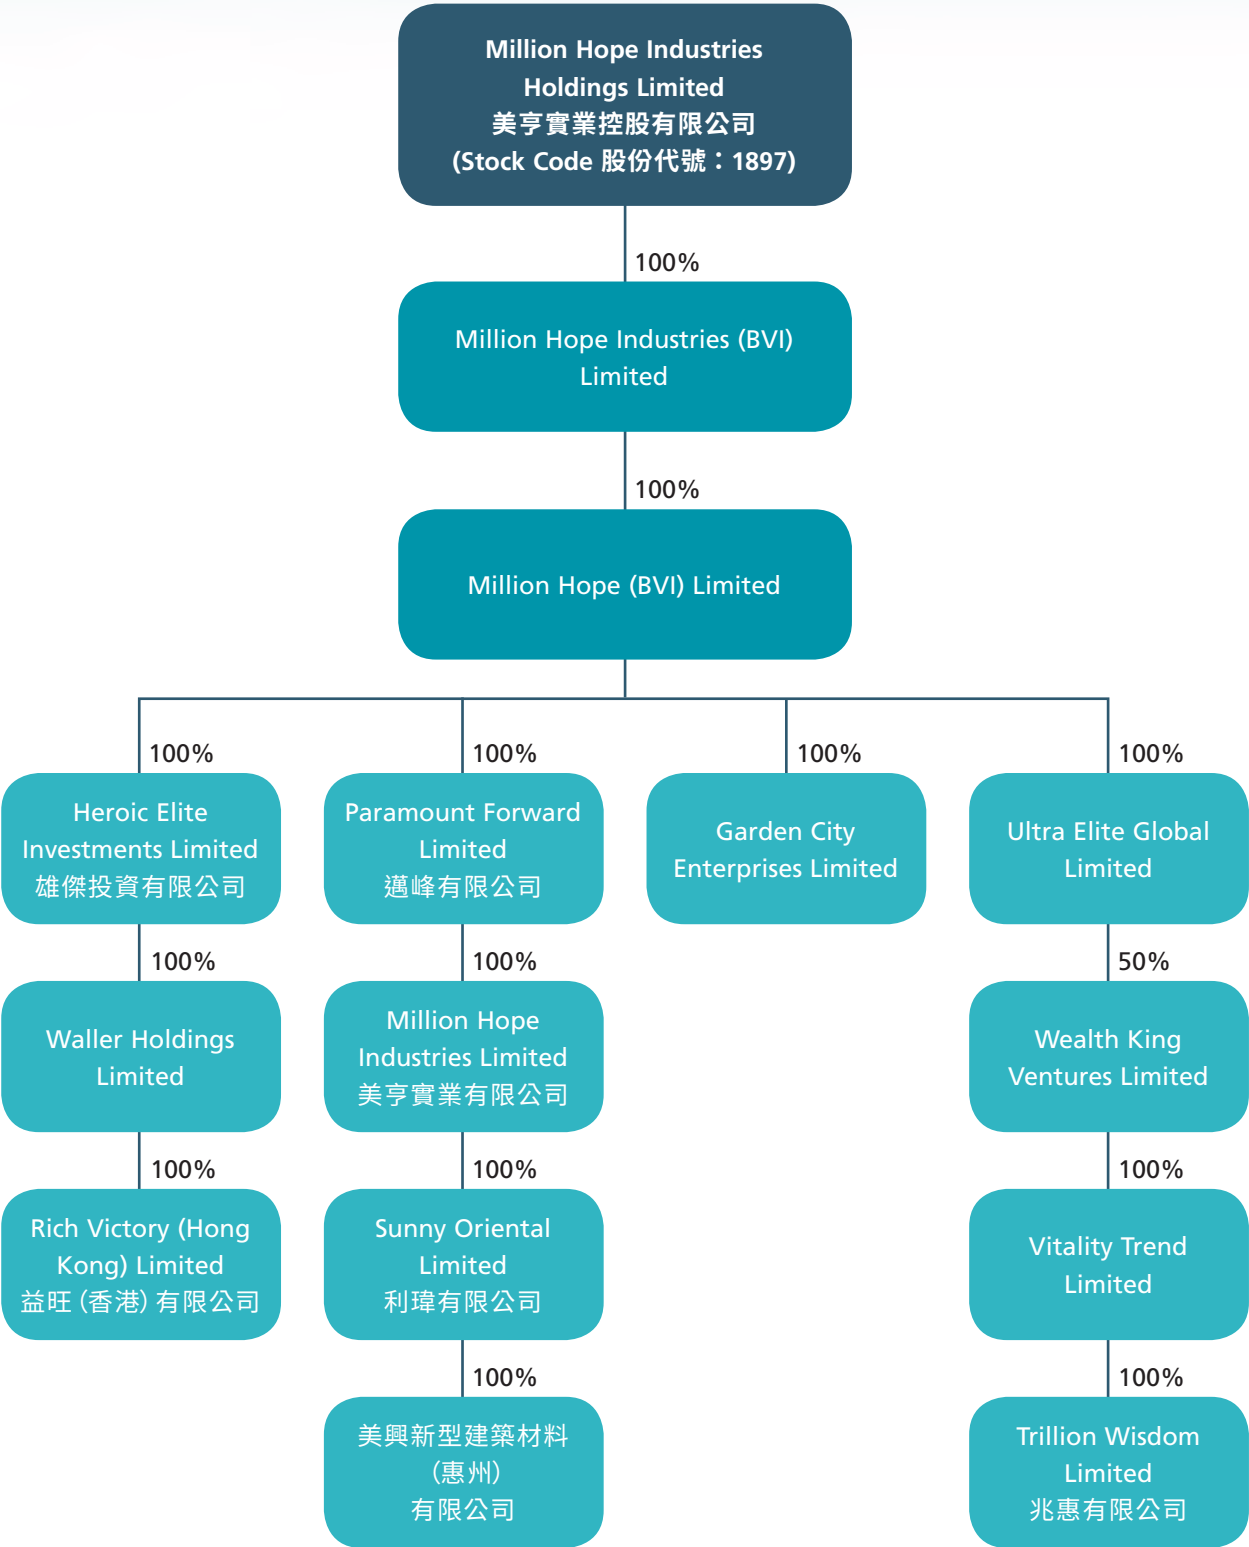 Million Hope Industries
Holdings Limited
美亨實業控股有限公司
(Stock Code 股份代號：1897)
100%
Million Hope Industries (BVI)
Limited
100%
Million Hope (BVI) Limited
100%
100%
100%
100%
Heroic Elite
Investments Limited
雄傑投資有限公司
Paramount Forward
Limited
邁峰有限公司
Garden City
Enterprises Limited
Ultra Elite Global
Limited
100%
100%
50%
Waller Holdings
Limited
Million Hope
Industries Limited
美亨實業有限公司
Wealth King
Ventures Limited
100%
100%
100%
Rich Victory (Hong
Kong) Limited
益旺（香港）有限公司
Sunny Oriental
Limited
利瑋有限公司
Vitality Trend
Limited
100%
100%
美興新型建築材料
（惠州）
有限公司
Trillion Wisdom
Limited
兆惠有限公司